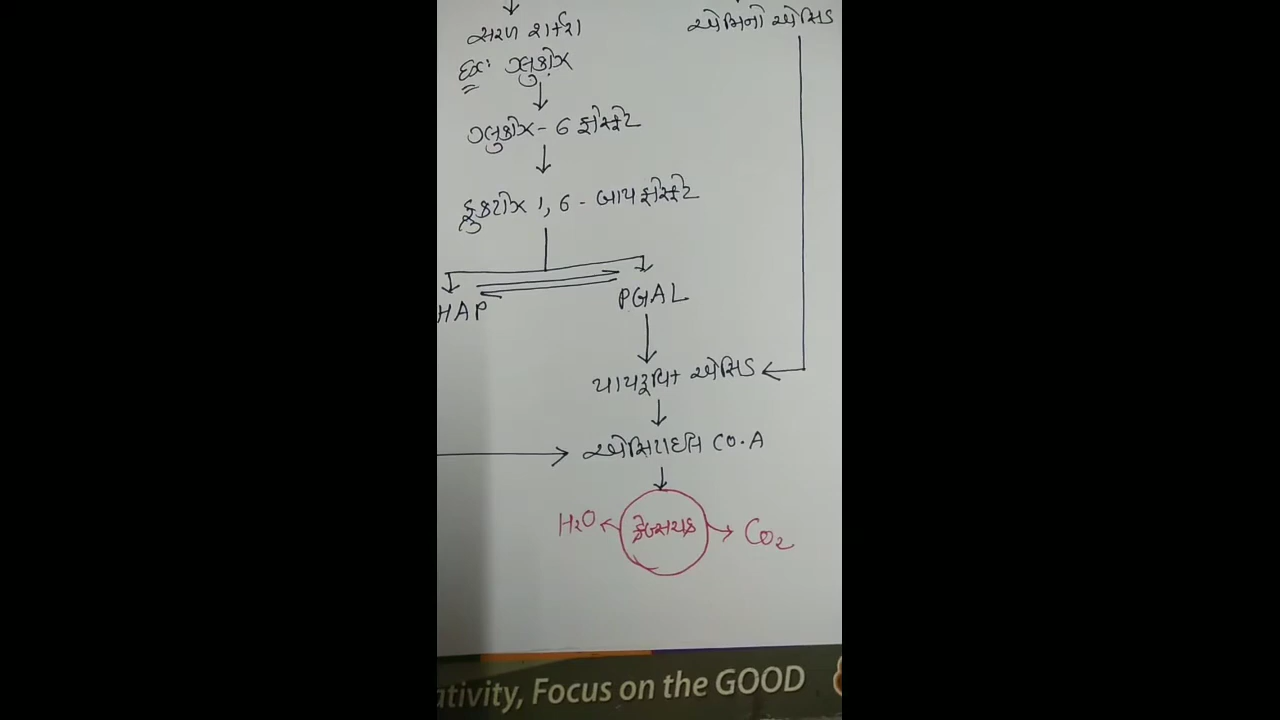 સરળ શર્કરા
એમિનો એસિડ
Ex: ગ્લુકોઝ
ગ્લુકોઝ - 6 ફોસ્ફેટ
ફ્રુક્ટોઝ 1, 6 - બાયફોસ્ફેટ
HAP
PGAL
પાયરૂવિક એસિડ
એસિટાઇલ CO.A
H2O
ક્રેબ્સચક્ર
CO2
ativity, Focus on the GOOD